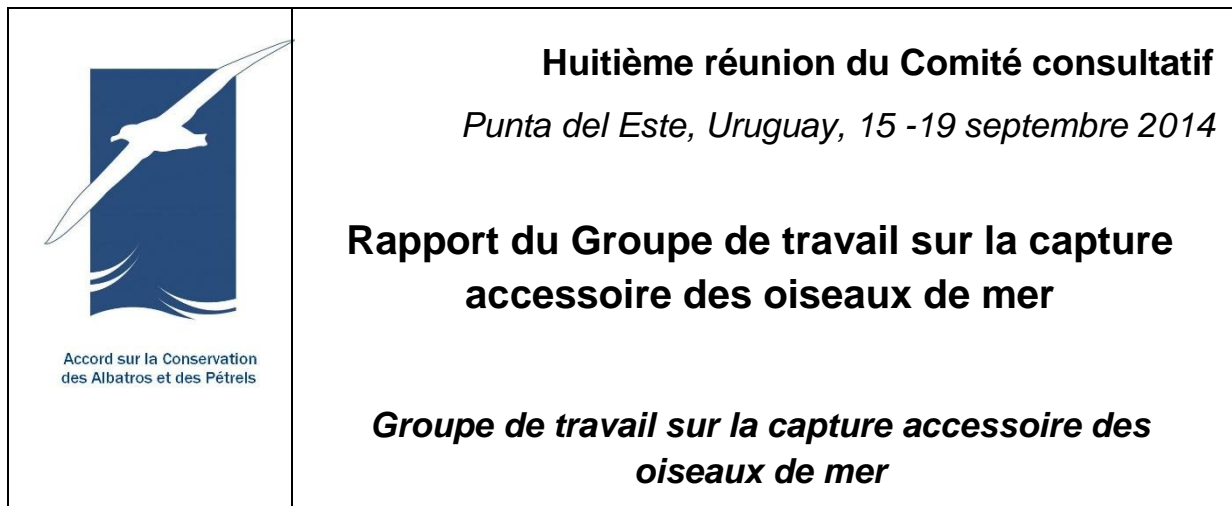 Huitième réunion du Comité consultatif
Punta del Este, Uruguay, 15 -19 septembre 2014
Rapport du Groupe de travail sur la capture
accessoire des oiseaux de mer
Groupe de travail sur la capture accessoire des
oiseaux de mer
Accord sur la Conservation
des Albatros et des Pétrels